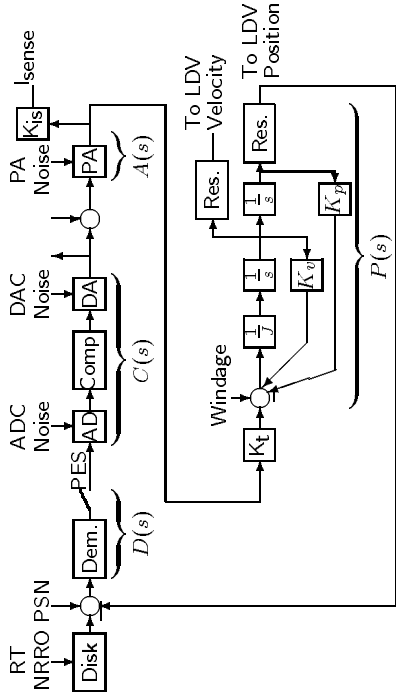 RT
NRRO
PSN
Disk
Dem.
D(s)
PES
ADC
Noise
AD
Comp
DAC
Noise
DA
C(s)
PA
Noise
PA
A(s)
Kis
Isense
Kt
Windage
1/J
1/s
Kv
Res.
To LDV
Velocity
1/s
Kp
Res.
To LDV
Position
P(s)